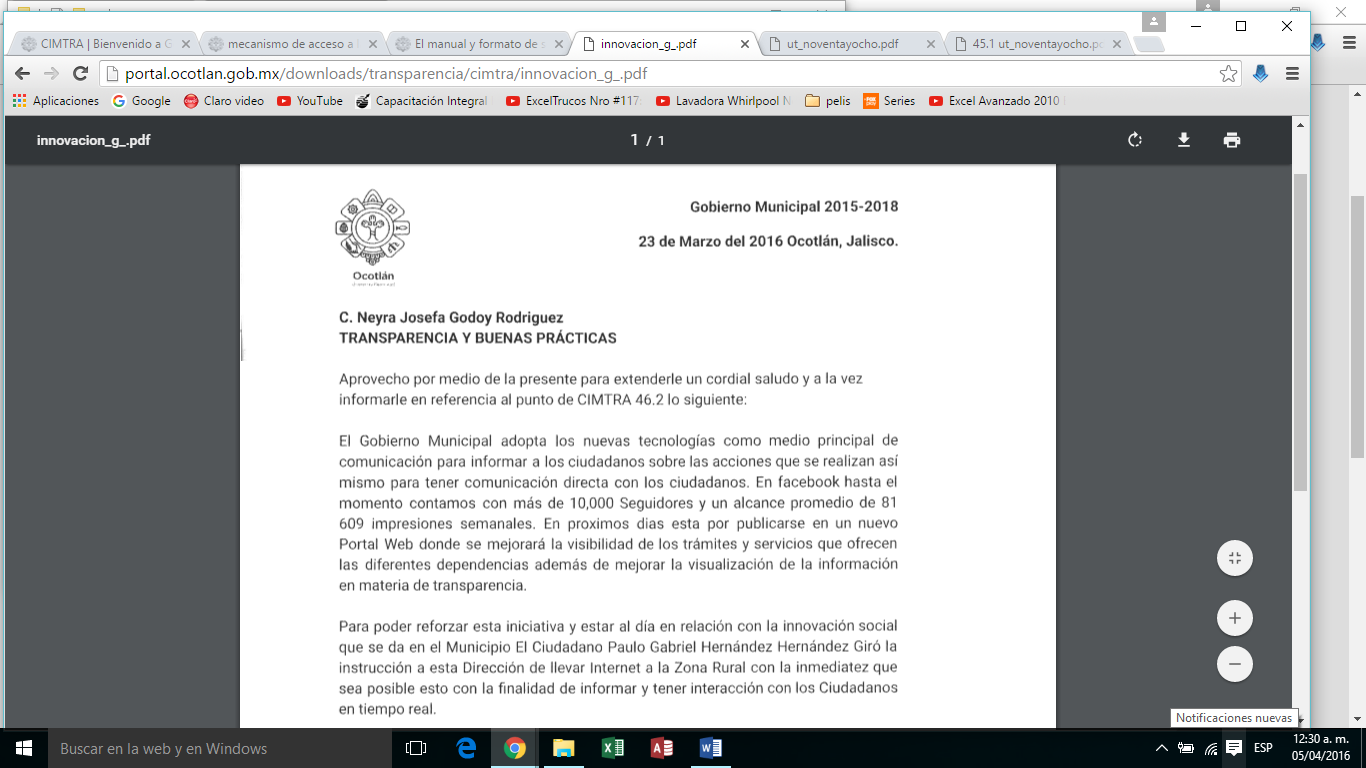 CIMTRA | Bienvenido a G
mecanismo de acceso a
El manual y formato de s
innovacion_g_.pdf
ut_noventayocho.pdf
45.1 ut_noventayocho.p
portal.ocotlan.gob.mx/downloads/transparencia/cimtra/innovacion_g_.pdf
Aplicaciones
Google
Claro video
YouTube
Capacitación Integral
ExcelTrucos Nro #117
Lavadora Whirlpool N
pelis
Series
Excel Avanzado 2010
innovacion_g_.pdf
1 / 1
Gobierno Municipal 2015-2018
23 de Marzo del 2016 Ocotlán, Jalisco.
Ocotlán
C. Neyra Josefa Godoy Rodriguez
TRANSPARENCIA Y BUENAS PRÁCTICAS
Aprovecho por medio de la presente para extenderle un cordial saludo y a la vez
informarle en referencia al punto de CIMTRA 46.2 lo siguiente:
El Gobierno Municipal adopta los nuevas tecnologías como medio principal de
comunicación para informar a los ciudadanos sobre las acciones que se realizan así
mismo para tener comunicación directa con los ciudadanos. En facebook hasta el
momento contamos con más de 10,000 Seguidores y un alcance promedio de 81
609 impresiones semanales. En proximos dias esta por publicarse en un nuevo
Portal Web donde se mejorará la visibilidad de los trámites y servicios que ofrecen
las diferentes dependencias además de mejorar la visualización de la información
en materia de transparencia.
Para poder reforzar esta iniciativa y estar al día en relación con la innovación social
que se da en el Municipio El Ciudadano Paulo Gabriel Hernández Hernández Giró la
instrucción a esta Dirección de llevar Internet a la Zona Rural con la inmediatez que
sea posible esto con la finalidad de informar y tener interacción con los Ciudadanos
en tiempo real.
Notificaciones nuevas
Buscar en la web y en Windows
ESP
12:30 a. m.
05/04/2016